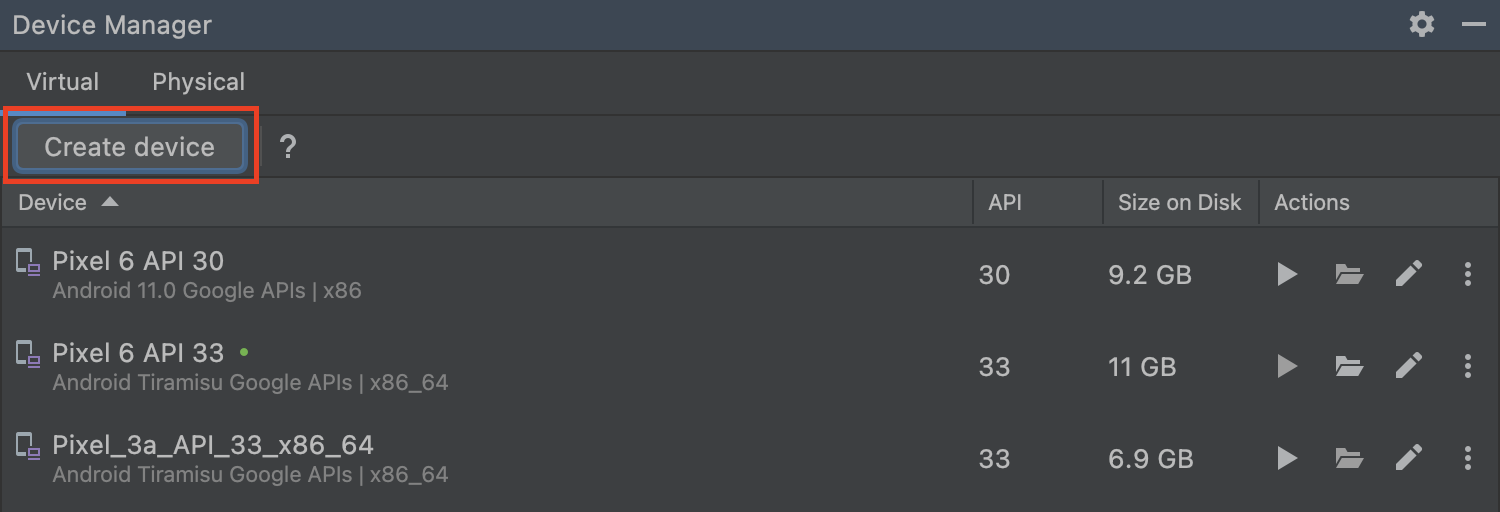 Device Manager
Virtual Physical
Create device ?
Device API Size on Disk Actions
Pixel 6 API 30
Android 11.0 Google APIs | x86
30 9.2 GB
Pixel 6 API 33
Android Tiramisu Google APIs | x86_64
33 11 GB
Pixel_3a_API_33_x86_64
Android Tiramisu Google APIs | x86_64
33 6.9 GB